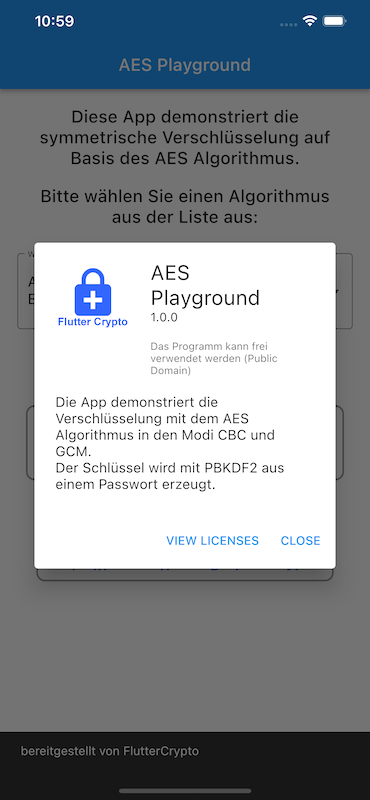 10:59
AES Playground
Diese App demonstriert die
symmetrische Verschlüsselung auf
Basis des AES Algorithmus.
Bitte wählen Sie einen Algorithmus
aus der Liste aus:
AES
Playground
1.0.0
Flutter Crypto
Das Programm kann frei
verwendet werden (Public
Domain)
Die App demonstriert die
Verschlüsselung mit dem AES
Algorithmus in den Modi CBC und
GCM.
Der Schlüssel wird mit PBKDF2 aus
einem Passwort erzeugt.
VIEW LICENSES
CLOSE
bereitgestellt von FlutterCrypto